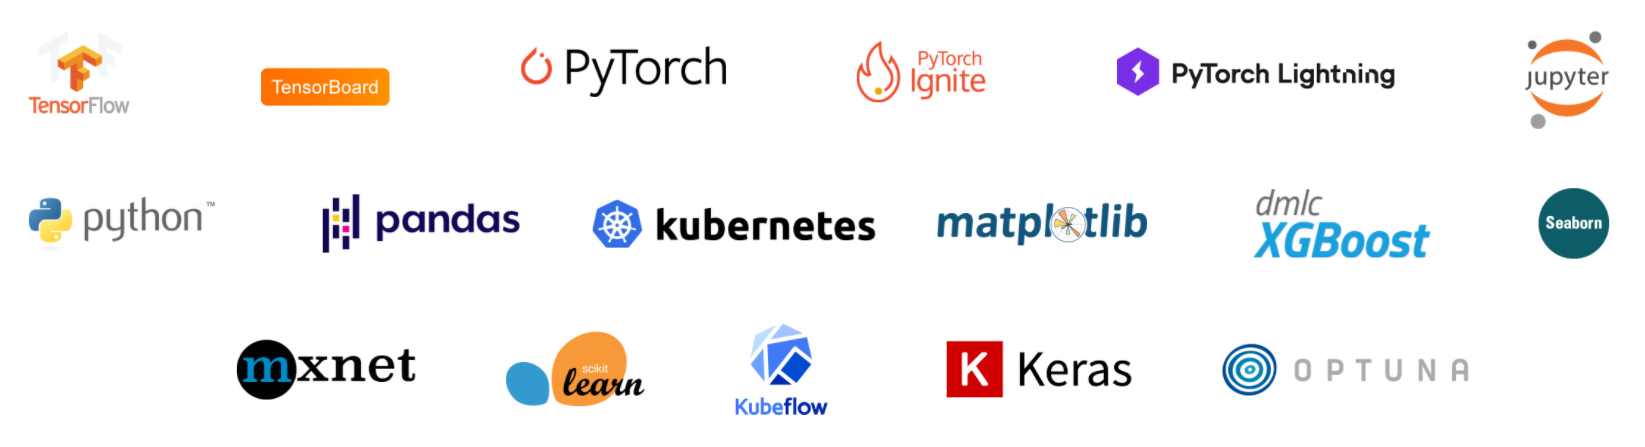 TensorFlow
TensorBoard
PyTorch
PyTorch
Ignite
PyTorch Lightning
jupyter
python™
pandas
kubernetes
matplotlib
dmlc
XGBoost
Seaborn
mxnet
scikit
learn
Kubeflow
K Keras
OPTUNA